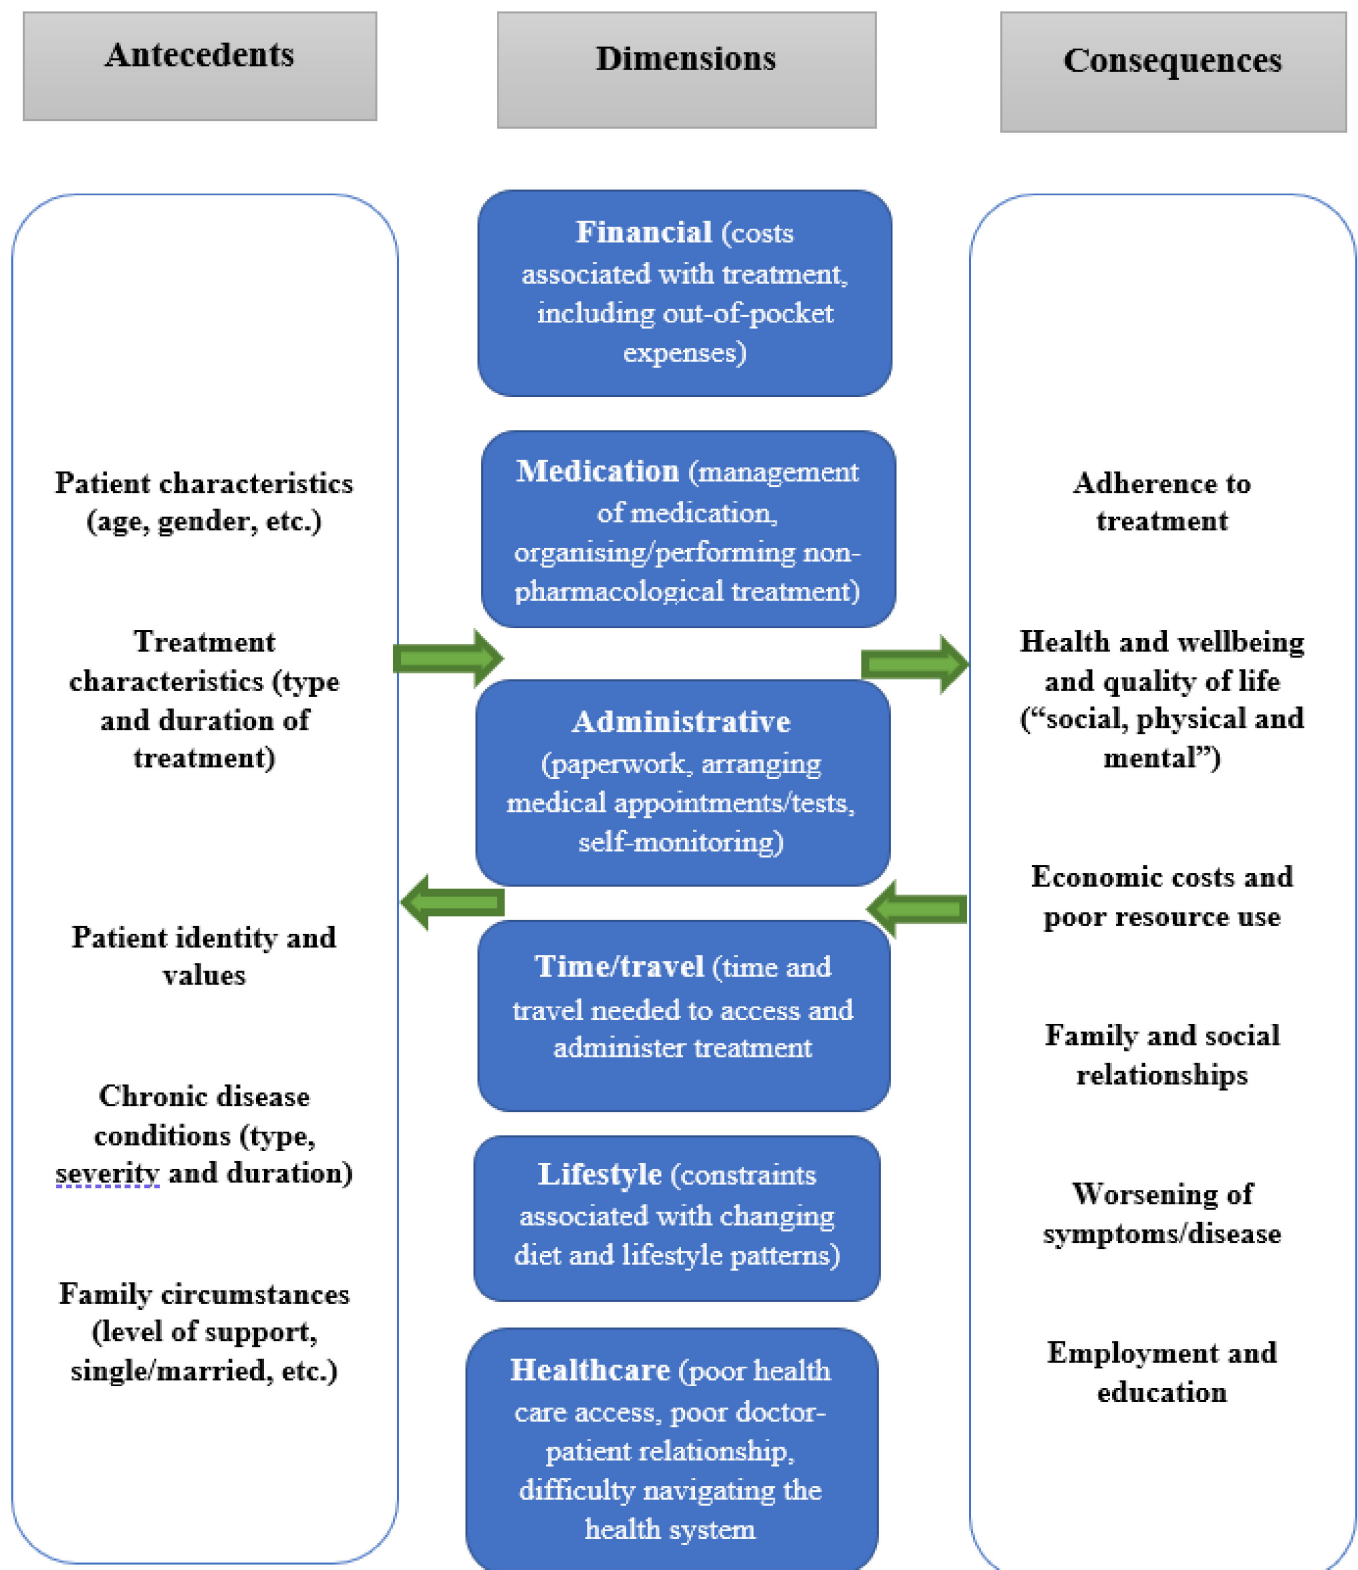 Antecedents
Dimensions
Consequences
Patient characteristics
(age, gender, etc.)
Treatment
characteristics (type
and duration of
treatment)
Patient identity and
values
Chronic disease
conditions (type,
severity and duration)
Family circumstances
(level of support,
single/married, etc.)
Financial (costs
associated with treatment,
including out-of-pocket
expenses)
Medication (management
of medication,
organising/performing non-
pharmacological treatment)
Administrative
(paperwork, arranging
medical appointments/tests,
self-monitoring)
Time/travel (time and
travel needed to access and
administer treatment
Lifestyle (constraints
associated with changing
diet and lifestyle patterns)
Healthcare (poor health
care access, poor doctor-
patient relationship,
difficulty navigating the
health system
Adherence to
treatment
Health and wellbeing
and quality of life
(“social, physical and
mental”)
Economic costs and
poor resource use
Family and social
relationships
Worsening of
symptoms/disease
Employment and
education